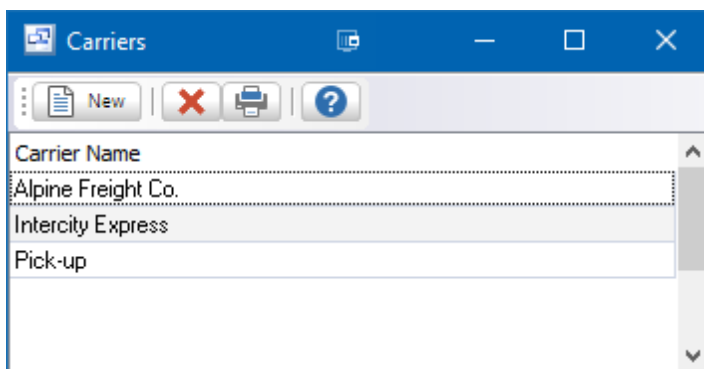 Carriers
New
Carrier Name
Alpine Freight Co.
Intercity Express
Pick-up